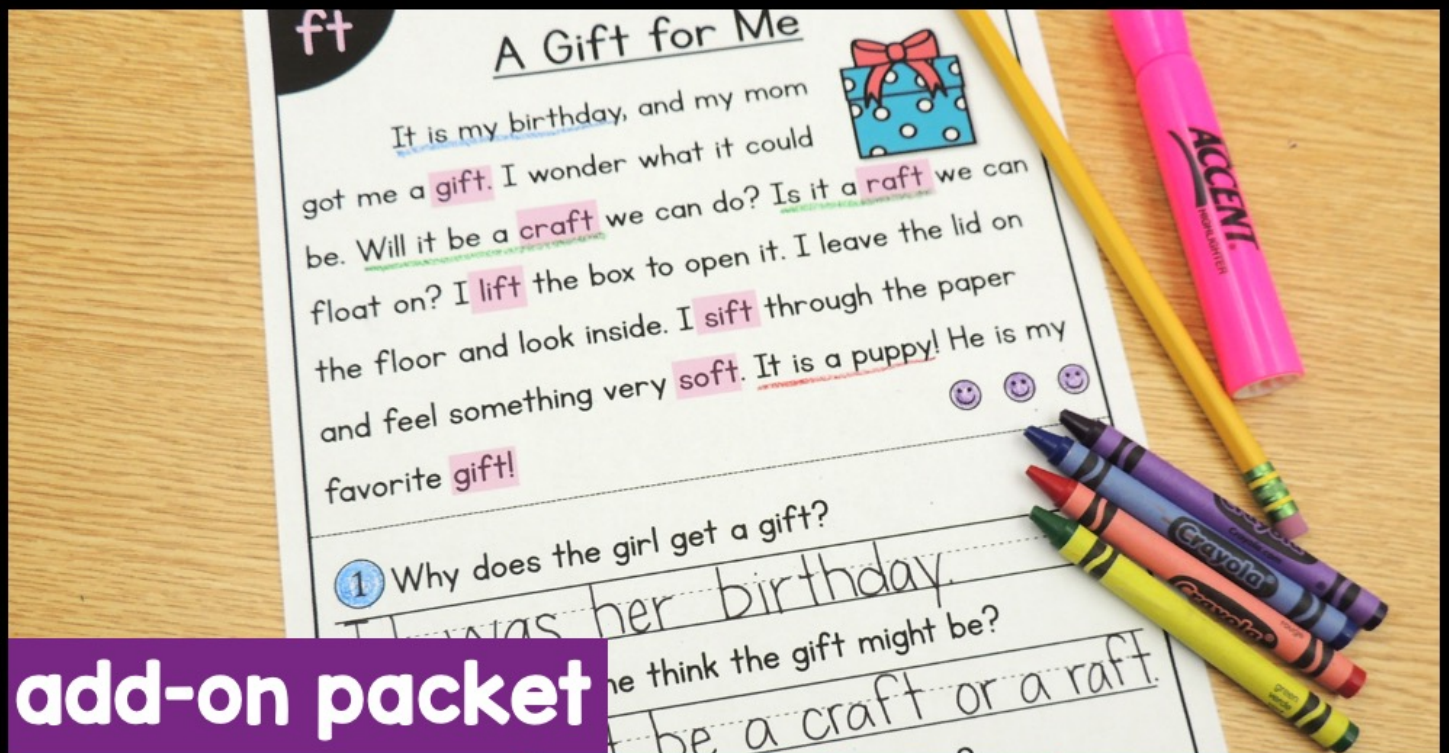 ft
A Gift for Me
It is my birthday, and my mom
got me a gift. I wonder what it could
be. Will it be a craft we can do? Is it a raft we can
float on? I lift the box to open it. I leave the lid on
the floor and look inside. I sift through the paper
and feel something very soft. It is a puppy! He is my
favorite gift!
1 Why does the girl get a gift?
was her birthday.
think the gift might be?
be a craft or a raft.
add-on packet
ACCENT
HIGHLIGHTER
Crayola
Crayola
Crayola
rouge
green
verde